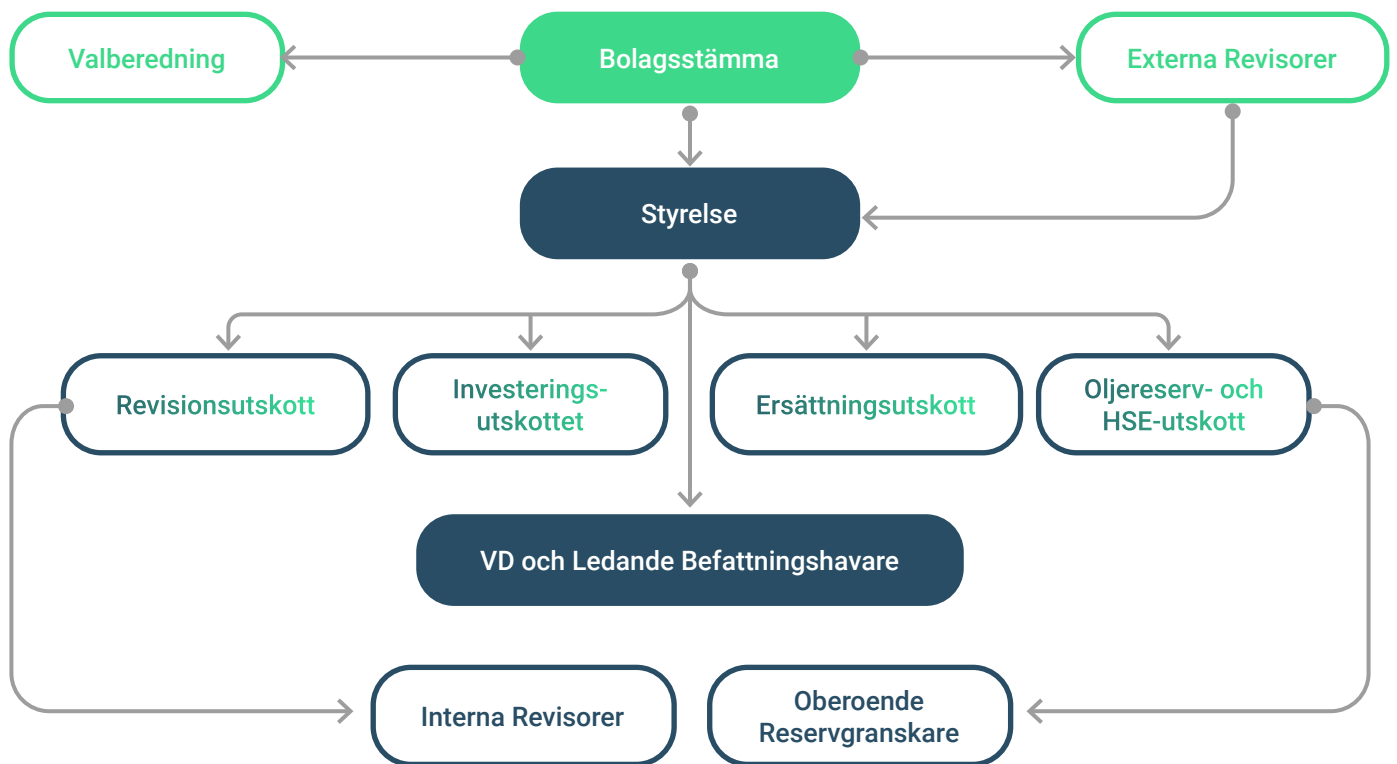 Valberedning
Bolagsstämma
Externa Revisorer
Styrelse
Revisionsutskott
Investerings-
utskottet
Ersättningsutskott
Oljereserv- och
HSE-utskott
VD och Ledande Befattningshavare
Interna Revisorer
Oberoende
Reservgranskare